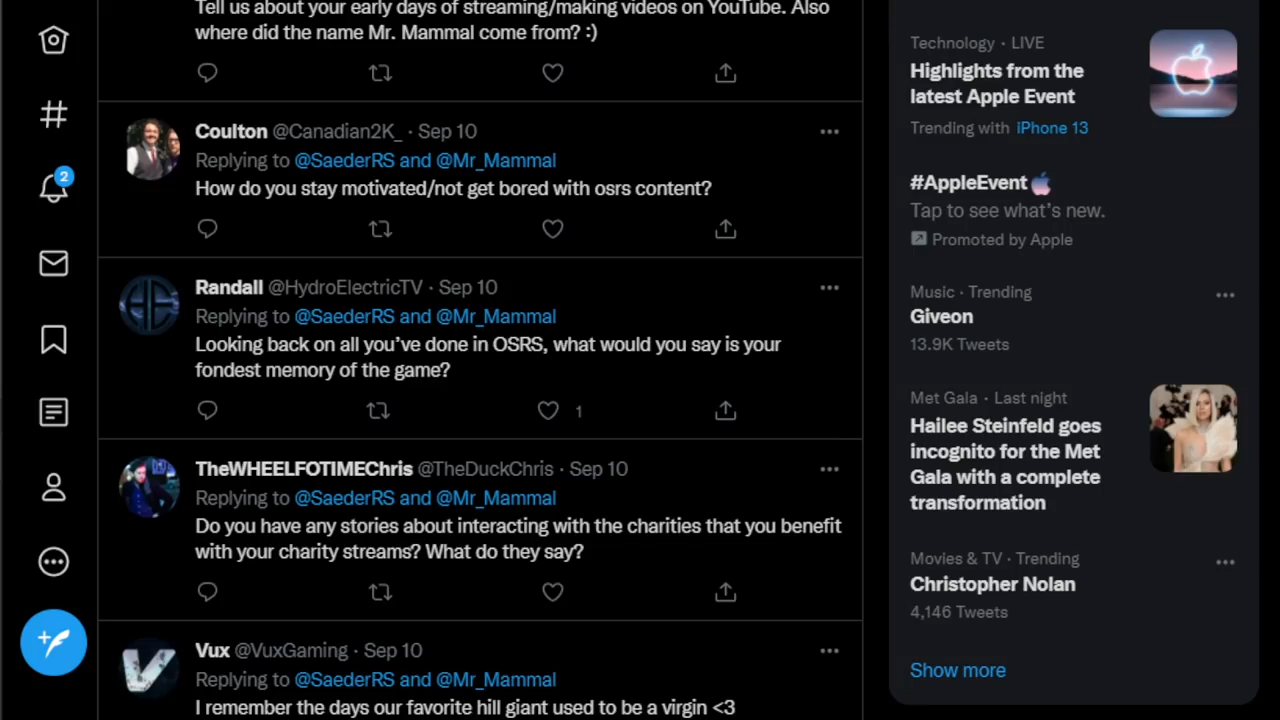 Tell us about your early days of streaming/making videos on YouTube. Also
where did the name Mr. Mammal come from? :)
Coulton @Canadian2K_ · Sep 10
Replying to @SaederRS and @Mr_Mammal
How do you stay motivated/not get bored with osrs content?
2
Randall @HydroElectricTV · Sep 10
Replying to @SaederRS and @Mr_Mammal
Looking back on all you've done in OSRS, what would you say is your
fondest memory of the game?
1
TheWHEELFOTIMEChris @TheDuckChris · Sep 10
Replying to @SaederRS and @Mr_Mammal
Do you have any stories about interacting with the charities that you benefit
with your charity streams? What do they say?
Vux @VuxGaming · Sep 10
Replying to @SaederRS and @Mr_Mammal
I remember the days our favorite hill giant used to be a virgin <3
Technology · LIVE
Highlights from the
latest Apple Event
Trending with iPhone 13
#AppleEvent
Tap to see what's new.
Promoted by Apple
Music · Trending
Giveon
13.9K Tweets
Met Gala · Last night
Hailee Steinfeld goes
incognito for the Met
Gala with a complete
transformation
Movies & TV · Trending
Christopher Nolan
4,146 Tweets
Show more